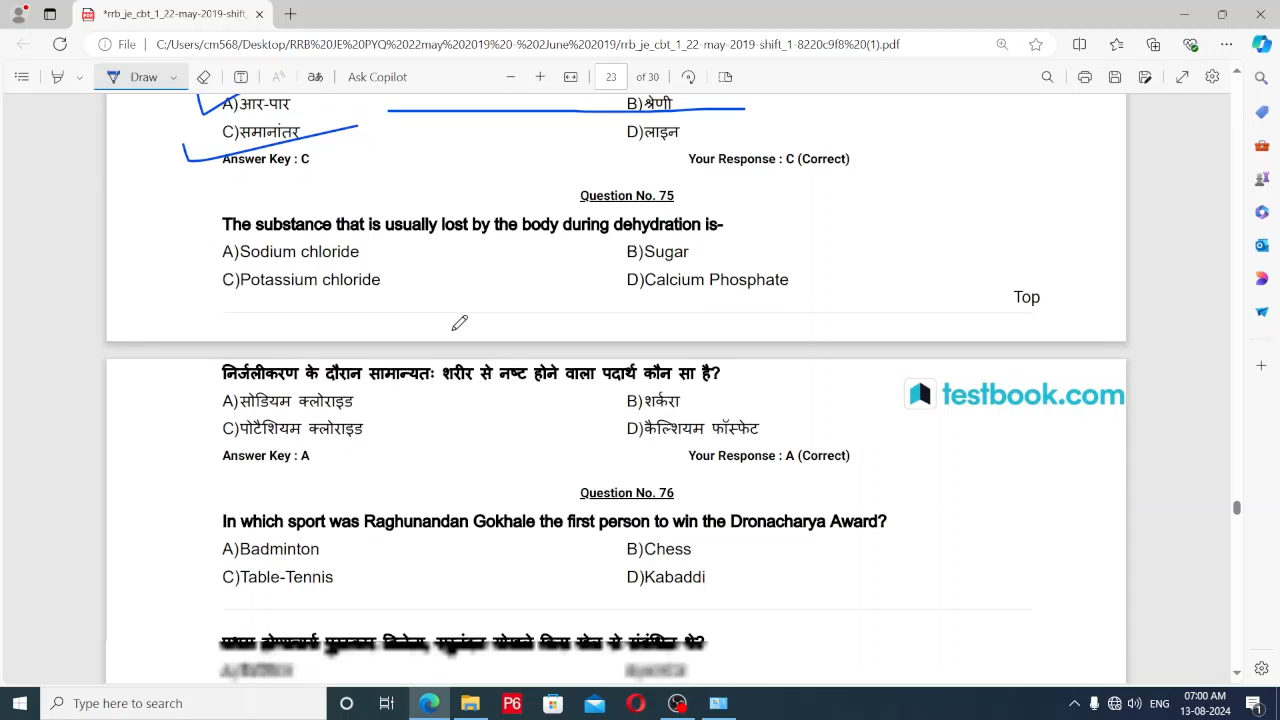 *rrb_je_cbt_1_22-may-2019-shift
File
C:/Users/cm568/Desktop/RRB%20JE%20PYQ%2022may%202019%20-%20June%202019/rrb_je_cbt_1_22-may-2019-shift_1-8220c9f8%20(1).pdf
Draw
Ask Copilot
23 of 30
A)आर-पार B)श्रेणी
C)समानांतर D)लाइन
Answer Key : C Your Response : C (Correct)
Question No. 75
The substance that is usually lost by the body during dehydration is-
A)Sodium chloride B)Sugar
C)Potassium chloride D)Calcium Phosphate
Top
निर्जलीकरण के दौरान सामान्यतः शरीर से नष्ट होने वाला पदार्थ कौन सा है?
testbook.com
A)सोडियम क्लोराइड B)शर्करा
C)पोटैशियम क्लोराइड D)कैल्शियम फॉस्फेट
Answer Key : A Your Response : A (Correct)
Question No. 76
In which sport was Raghunandan Gokhale the first person to win the Dronacharya Award?
A)Badminton B)Chess
C)Table-Tennis D)Kabaddi
Type here to search
P6
ENG
07:00 AM
13-08-2024